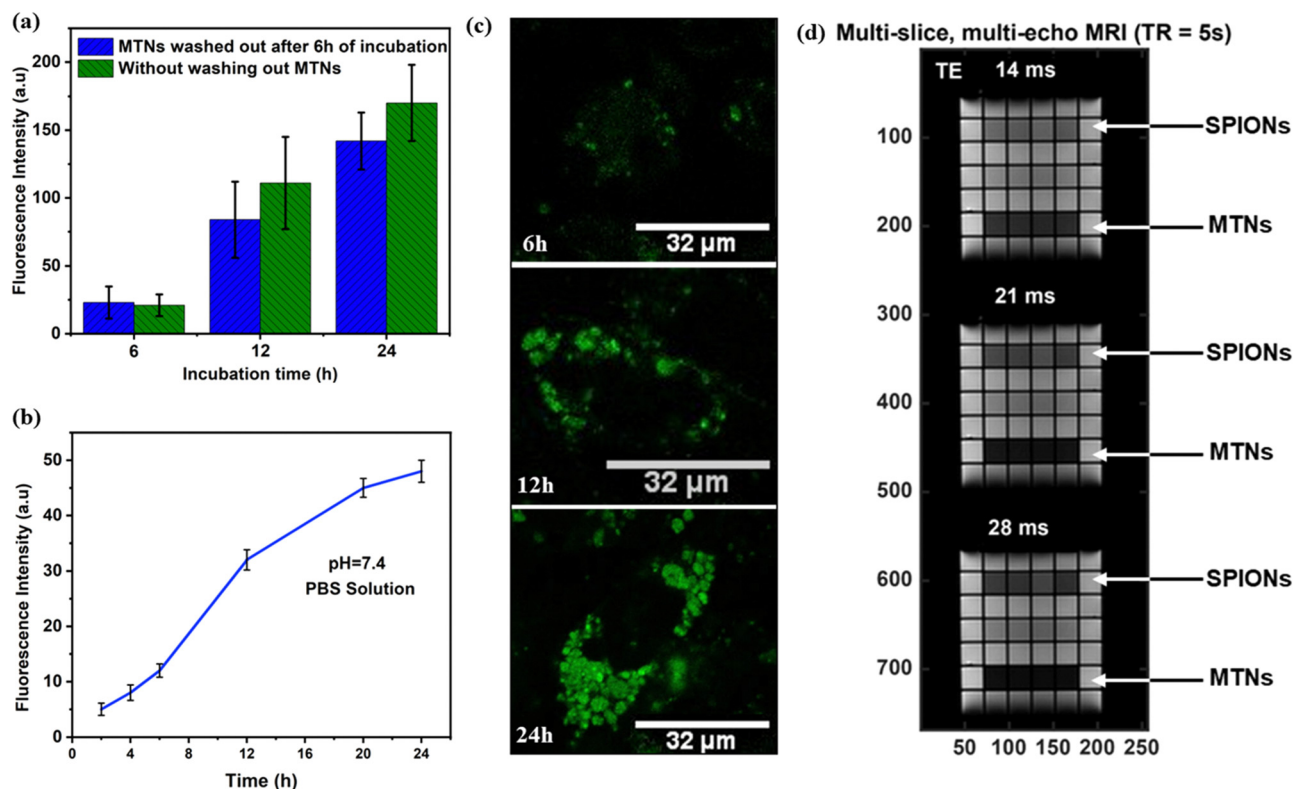 (a)
Fluorescence Intensity (a.u)
200
150
100
50
0
MTNs washed out after 6h of incubation
Without washing out MTNs
6 12 24
Incubation time (h)
(b)
Fluorescence Intensity (a.u)
50
40
30
20
10
0
pH=7.4
PBS Solution
0 4 8 12 16 20 24
Time (h)
(c)
32 µm
6h
32 µm
12h
32 µm
24h
(d) Multi-slice, multi-echo MRI (TR = 5s)
TE 14 ms
100
SPIONs
200
MTNs
21 ms
300
SPIONs
400
MTNs
500
28 ms
600
SPIONs
700
MTNs
50 100 150 200 250